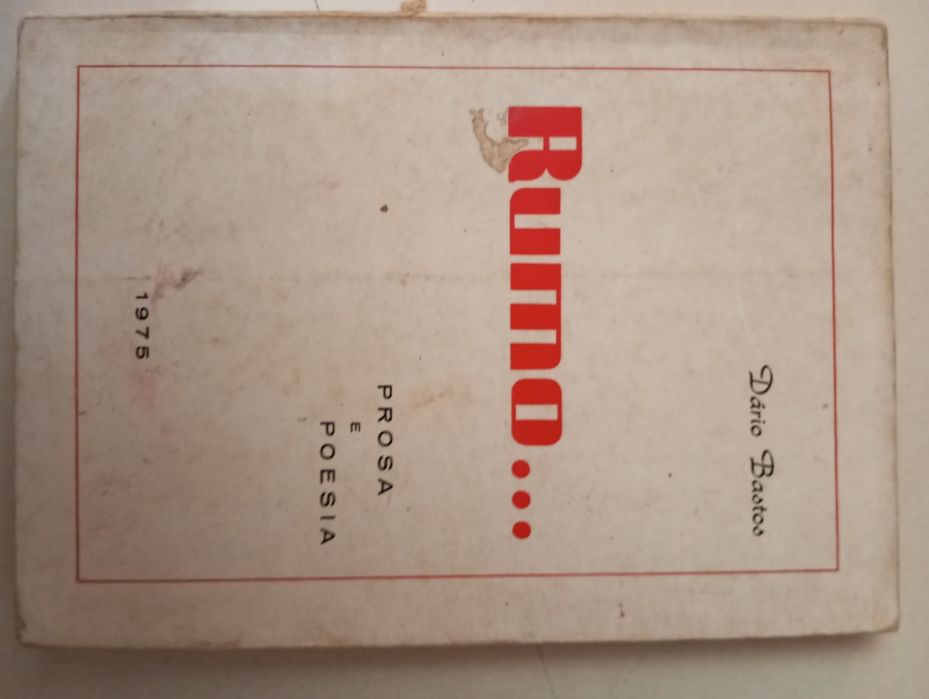 Dário Bastos
Rumo...
PROSA
E
POESIA
1975